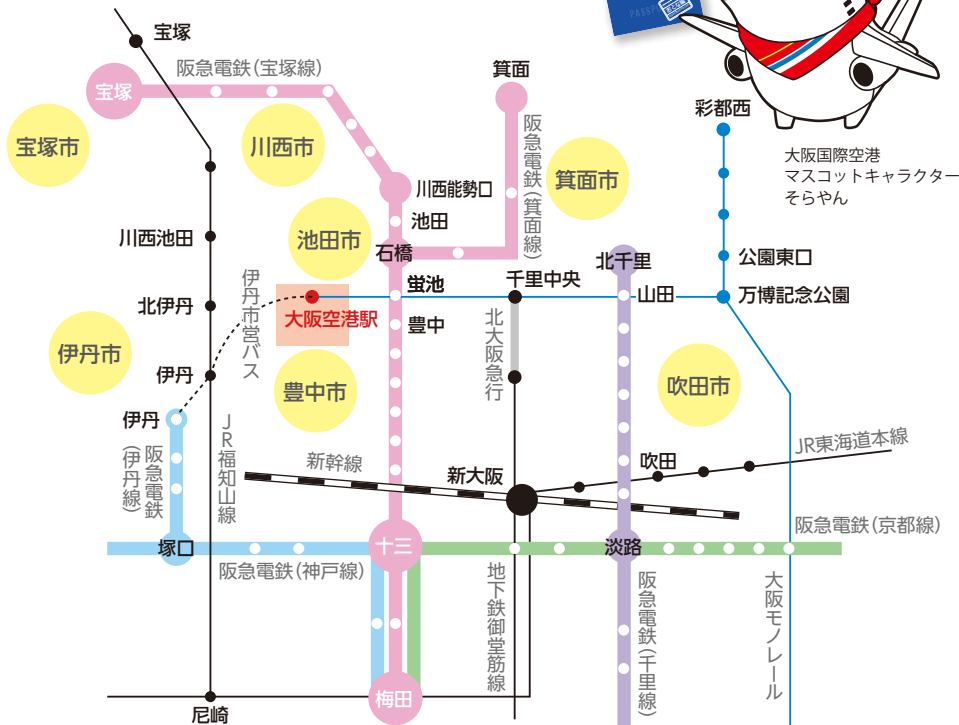 宝塚
阪急電鉄(宝塚線)
宝塚
箕面
PASSPORT
彩都西
宝塚市
川西市
箕面市
阪急電鉄(箕面線)
大阪国際空港
マスコットキャラクター
そらやん
川西能勢口
池田
池田市
石橋
川西池田
北千里
公園東口
伊丹市営バス
蛍池
千里中央
山田
万博記念公園
北伊丹
大阪空港駅
豊中
北大阪急行
伊丹市
伊丹
豊中市
吹田市
伊丹
阪急電鉄
(伊丹線)
JR福知山線
新幹線
新大阪
吹田
JR東海道本線
塚口
十三
淡路
阪急電鉄(京都線)
阪急電鉄(神戸線)
地下鉄御堂筋線
阪急電鉄(千里線)
大阪モノレール
梅田
尼崎